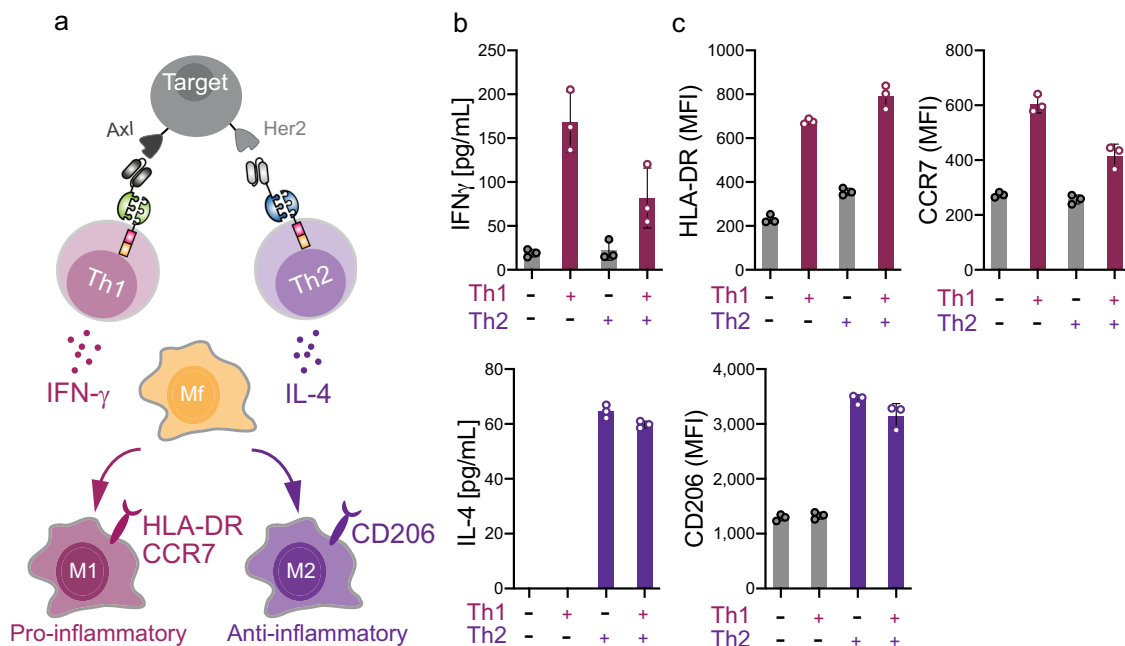 a
Target
Axl
Her2
Th1
Th2
IFN-γ
Mf
IL-4
HLA-DR
CCR7
CD206
M1
M2
Pro-inflammatory
Anti-inflammatory
b
IFNγ [pg/mL]
250
200
150
100
50
0
Th1 - + - +
Th2 - - + +
IL-4 [pg/mL]
80
60
40
20
0
Th1 - + - +
Th2 - - + +
c
HLA-DR (MFI)
1000
800
600
400
200
0
Th1 - + - +
Th2 - - + +
CCR7 (MFI)
800
600
400
200
0
Th1 - + - +
Th2 - - + +
CD206 (MFI)
4,000
3,000
2,000
1,000
0
Th1 - + - +
Th2 - - + +